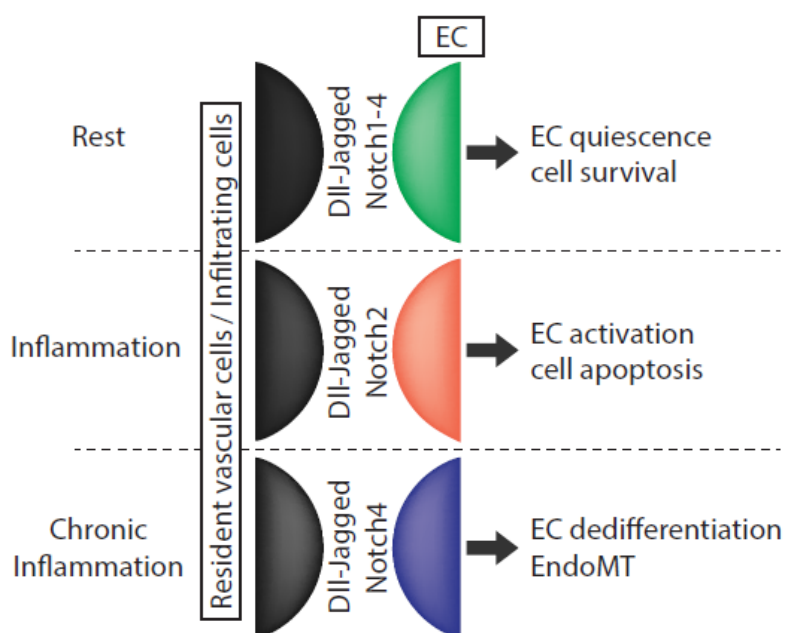 EC
Resident vascular cells / Infiltrating cells
Rest
Dll-Jagged
Notch1-4
EC quiescence
cell survival
Inflammation
Dll-Jagged
Notch2
EC activation
cell apoptosis
Chronic
Inflammation
Dll-Jagged
Notch4
EC dedifferentiation
EndoMT